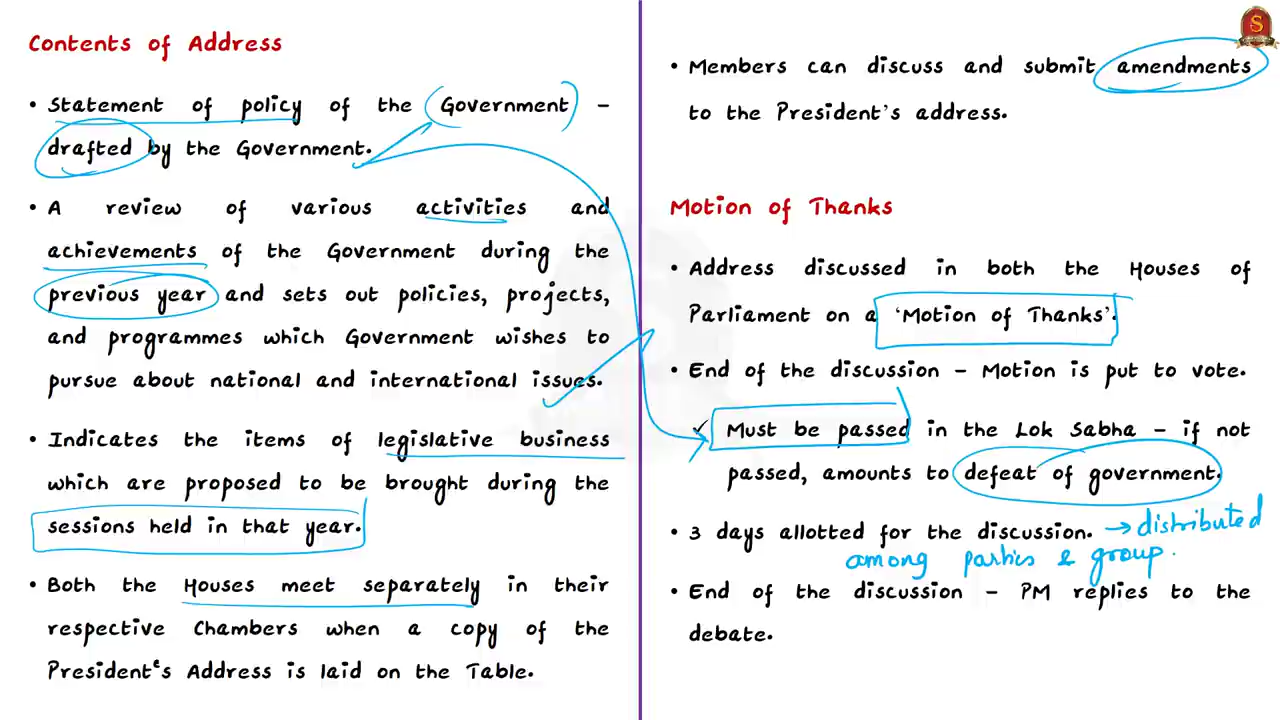 Contents of Address
• Statement of policy of the Government –
drafted by the Government.
• A review of various activities and
achievements of the Government during the
previous year and sets out policies, projects,
and programmes which Government wishes to
pursue about national and international issues.
• Indicates the items of legislative business
which are proposed to be brought during the
sessions held in that year.
• Both the Houses meet separately in their
respective Chambers when a copy of the
President's Address is laid on the Table.
• Members can discuss and submit amendments
to the President's address.
Motion of Thanks
• Address discussed in both the Houses of
Parliament on a 'Motion of Thanks'.
• End of the discussion – Motion is put to vote.
✓ Must be passed in the Lok Sabha – if not
passed, amounts to defeat of government.
• 3 days allotted for the discussion. → distributed
among parties & group.
• End of the discussion – PM replies to the
debate.
S